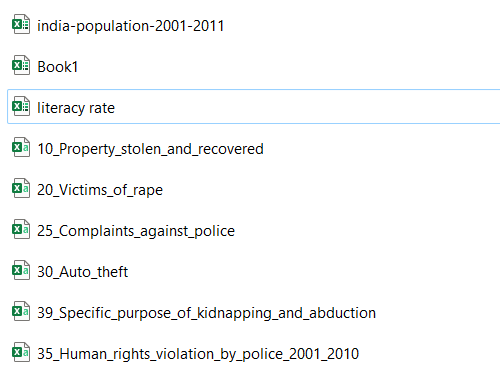 india-population-2001-2011
Book1
literacy rate
10_Property_stolen_and_recovered
20_Victims_of_rape
25_Complaints_against_police
30_Auto_theft
39_Specific_purpose_of_kidnapping_and_abduction
35_Human_rights_violation_by_police_2001_2010